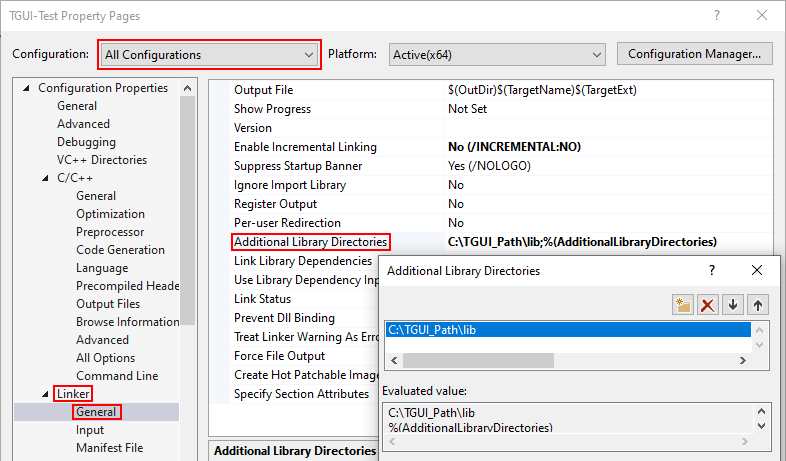 TGUI-Test Property Pages
Configuration: All Configurations Platform: Active(x64) Configuration Manager...
Configuration Properties
General
Advanced
Debugging
VC++ Directories
C/C++
General
Optimization
Preprocessor
Code Generation
Language
Precompiled Heade
Output Files
Browse Information
Advanced
All Options
Command Line
Linker
General
Input
Manifest File
Output File $(OutDir)$(TargetName)$(TargetExt)
Show Progress Not Set
Version
Enable Incremental Linking No (/INCREMENTAL:NO)
Suppress Startup Banner Yes (/NOLOGO)
Ignore Import Library No
Register Output No
Per-user Redirection No
Additional Library Directories C:\TGUI_Path\lib;%(AdditionalLibraryDirectories)
Link Library Dependencies
Use Library Dependency Inp
Link Status
Prevent Dll Binding
Treat Linker Warning As Erro
Force File Output
Create Hot Patchable Image
Specify Section Attributes
Additional Library Directories
Additional Library Directories
C:\TGUI_Path\lib
Evaluated value:
C:\TGUI_Path\lib
%(AdditionalLibraryDirectories)